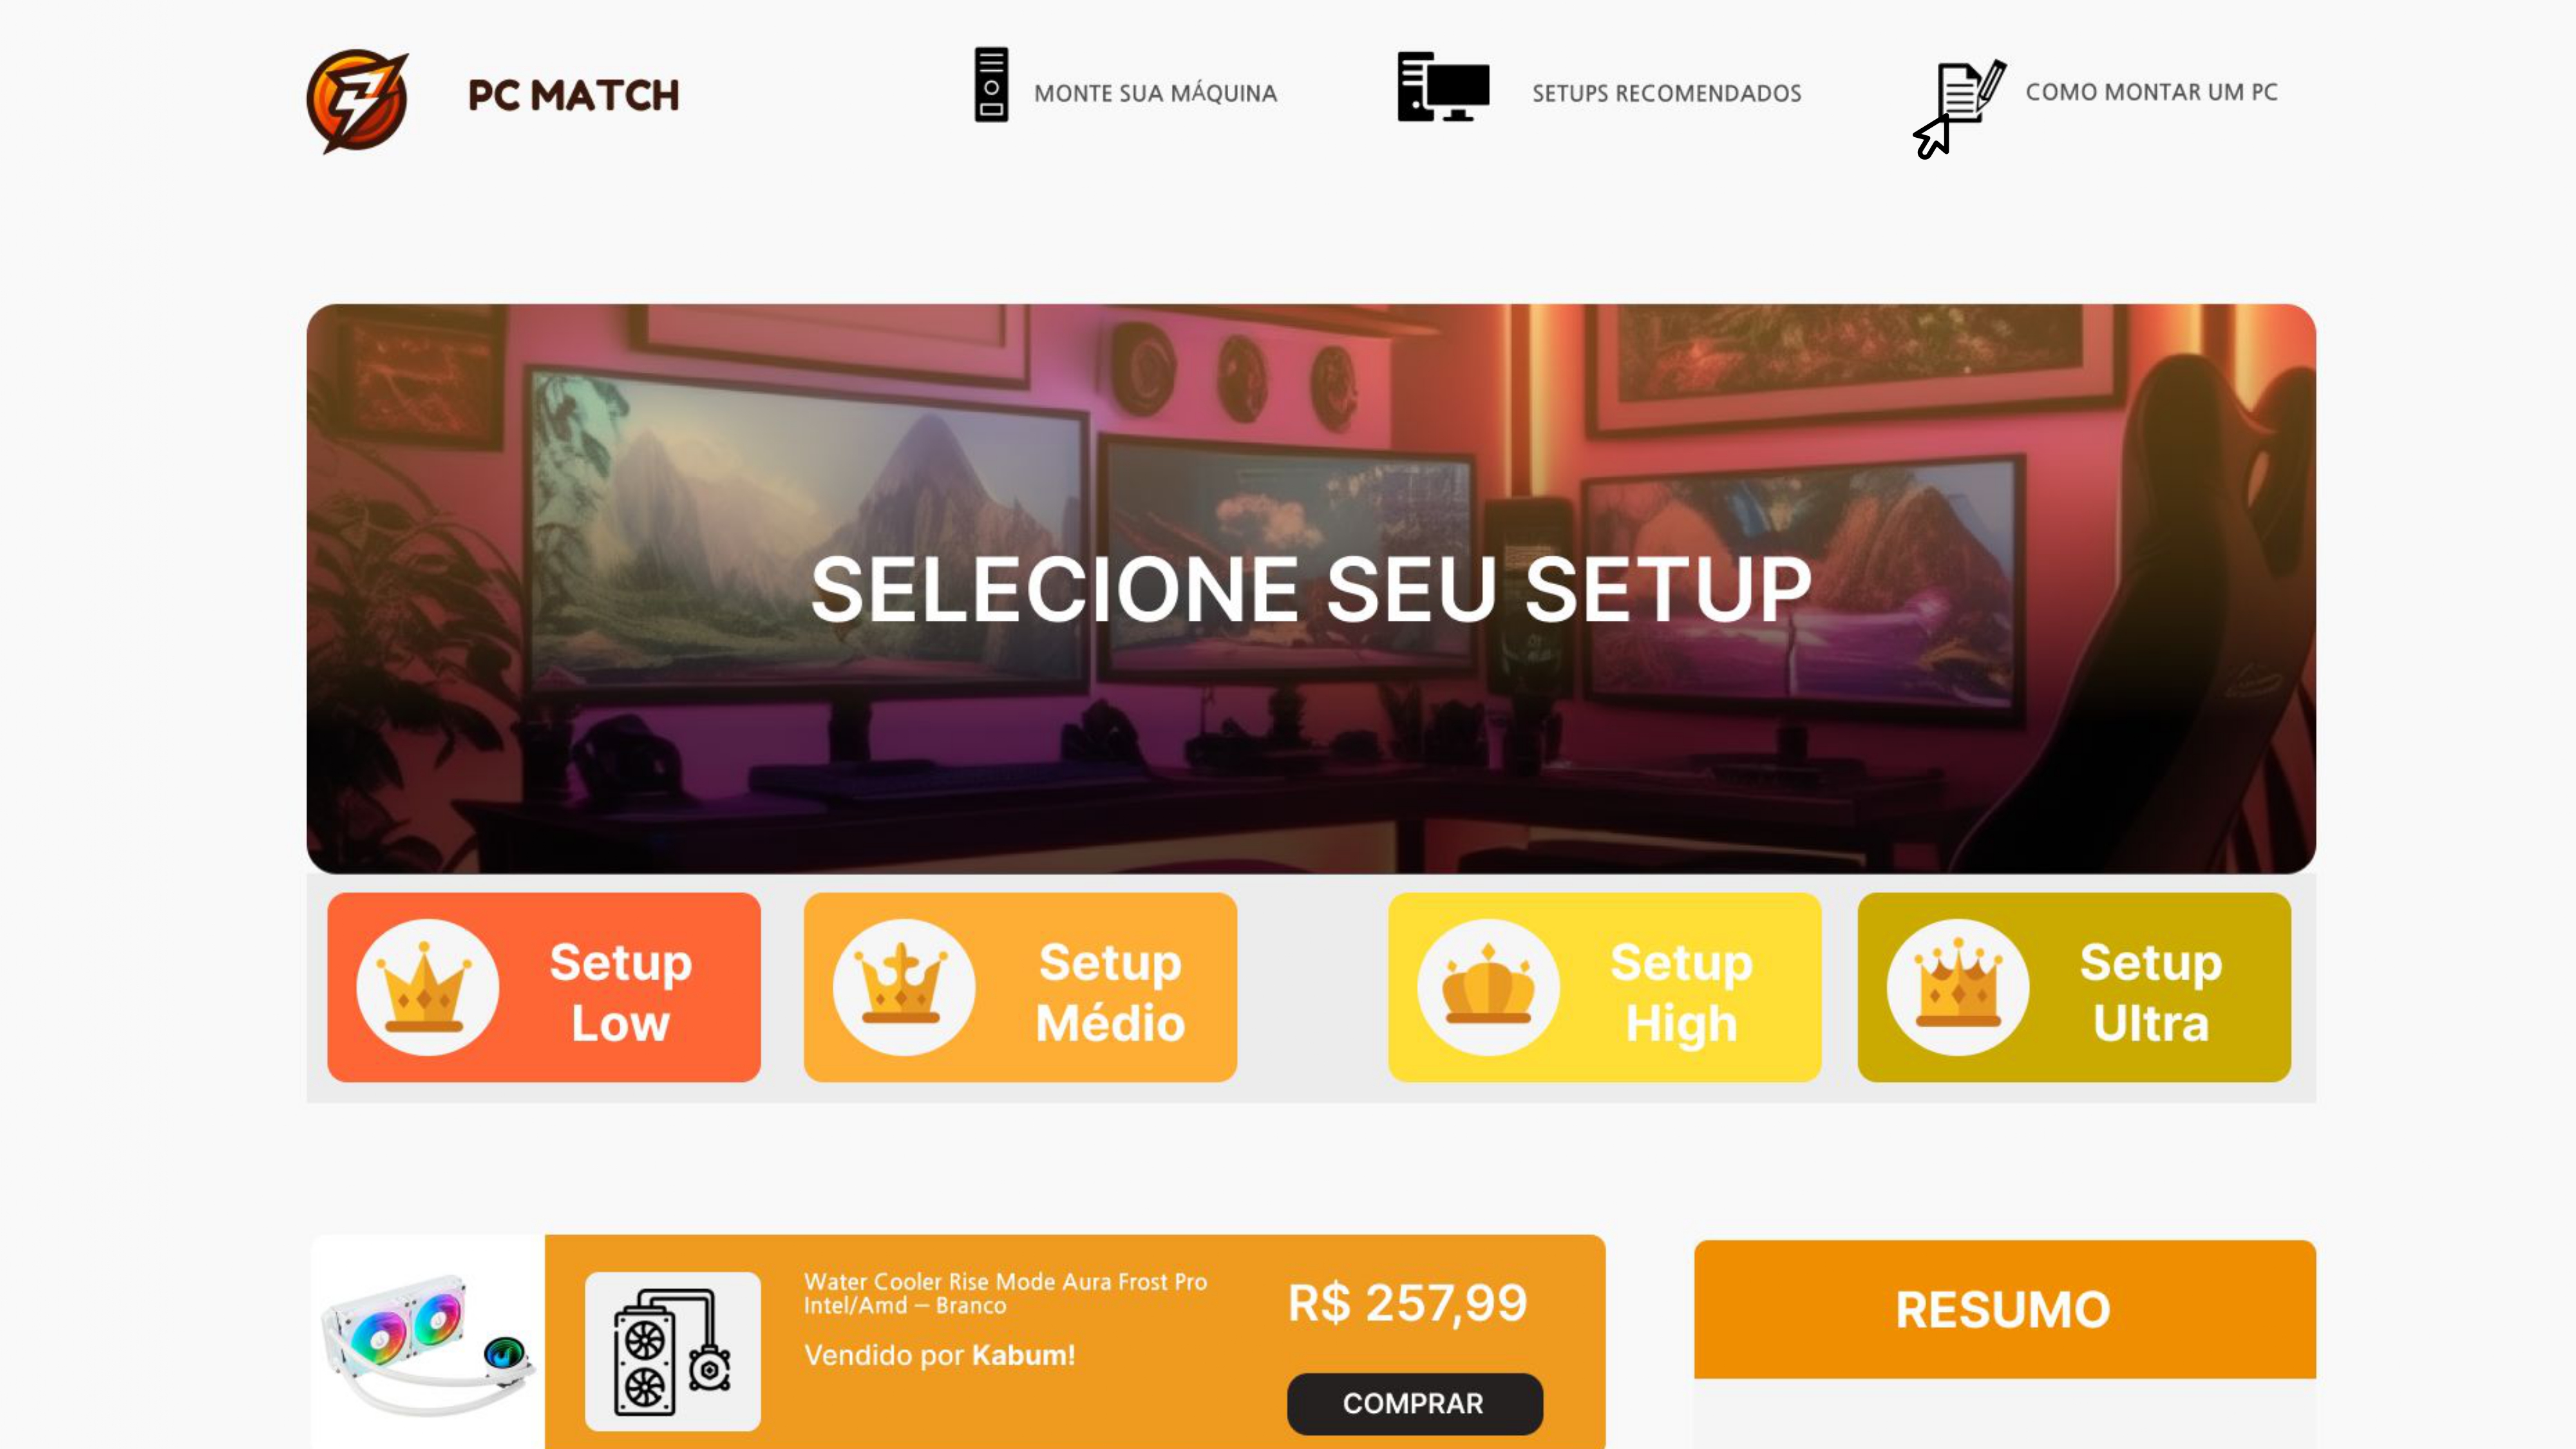 PC MATCH
MONTE SUA MÁQUINA
SETUPS RECOMENDADOS
COMO MONTAR UM PC
SELECIONE SEU SETUP
Setup
Low
Setup
Médio
Setup
High
Setup
Ultra
Water Cooler Rise Mode Aura Frost Pro
Intel/Amd – Branco
Vendido por Kabum!
R$ 257,99
COMPRAR
RESUMO